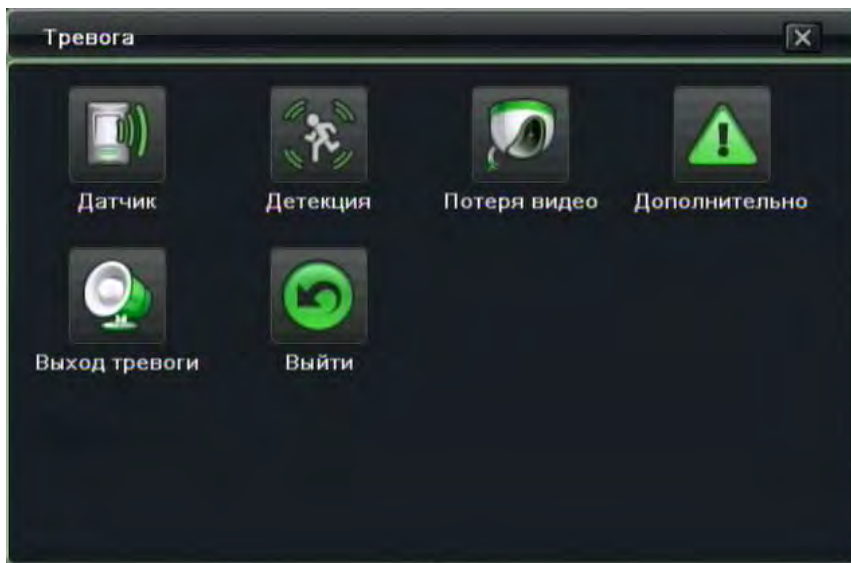 Тревога
Датчик
Детекция
Потеря видео
Дополнительно
Выход тревоги
Выйти